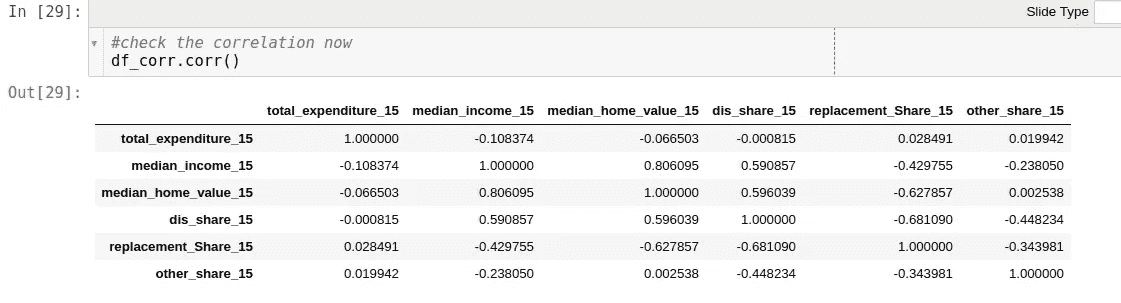 In [29]:
Slide Type
#check the correlation now
df_corr.corr()
Out[29]:
total_expenditure_15 median_income_15 median_home_value_15 dis_share_15 replacement_Share_15 other_share_15
total_expenditure_15 1.000000 -0.108374 -0.066503 -0.000815 0.028491 0.019942
median_income_15 -0.108374 1.000000 0.806095 0.590857 -0.429755 -0.238050
median_home_value_15 -0.066503 0.806095 1.000000 0.596039 -0.627857 0.002538
dis_share_15 -0.000815 0.590857 0.596039 1.000000 -0.681090 -0.448234
replacement_Share_15 0.028491 -0.429755 -0.627857 -0.681090 1.000000 -0.343981
other_share_15 0.019942 -0.238050 0.002538 -0.448234 -0.343981 1.000000